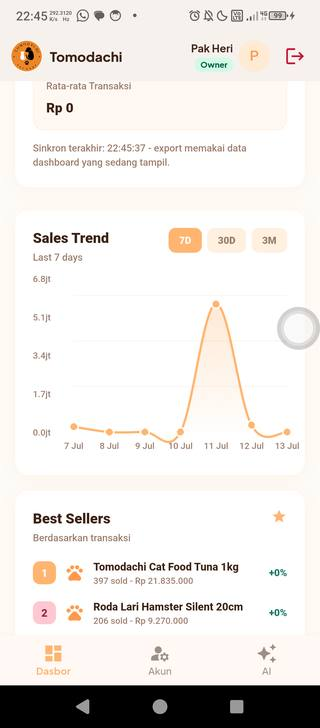 22:45
292.3120
K/s Hz
4G
99
Tomodachi
Pak Heri
Owner
P
Rata-rata Transaksi
Rp 0
Sinkron terakhir: 22:45:37 - export memakai data
dashboard yang sedang tampil.
Sales Trend
Last 7 days
7D
30D
3M
6.8jt
5.1jt
3.4jt
1.7jt
0.0jt
7 Jul
8 Jul
9 Jul
10 Jul
11 Jul
12 Jul
13 Jul
Best Sellers
Berdasarkan transaksi
1
Tomodachi Cat Food Tuna 1kg
397 sold - Rp 21.835.000
+0%
2
Roda Lari Hamster Silent 20cm
206 sold - Rp 9.270.000
+0%
Dasbor
Akun
AI